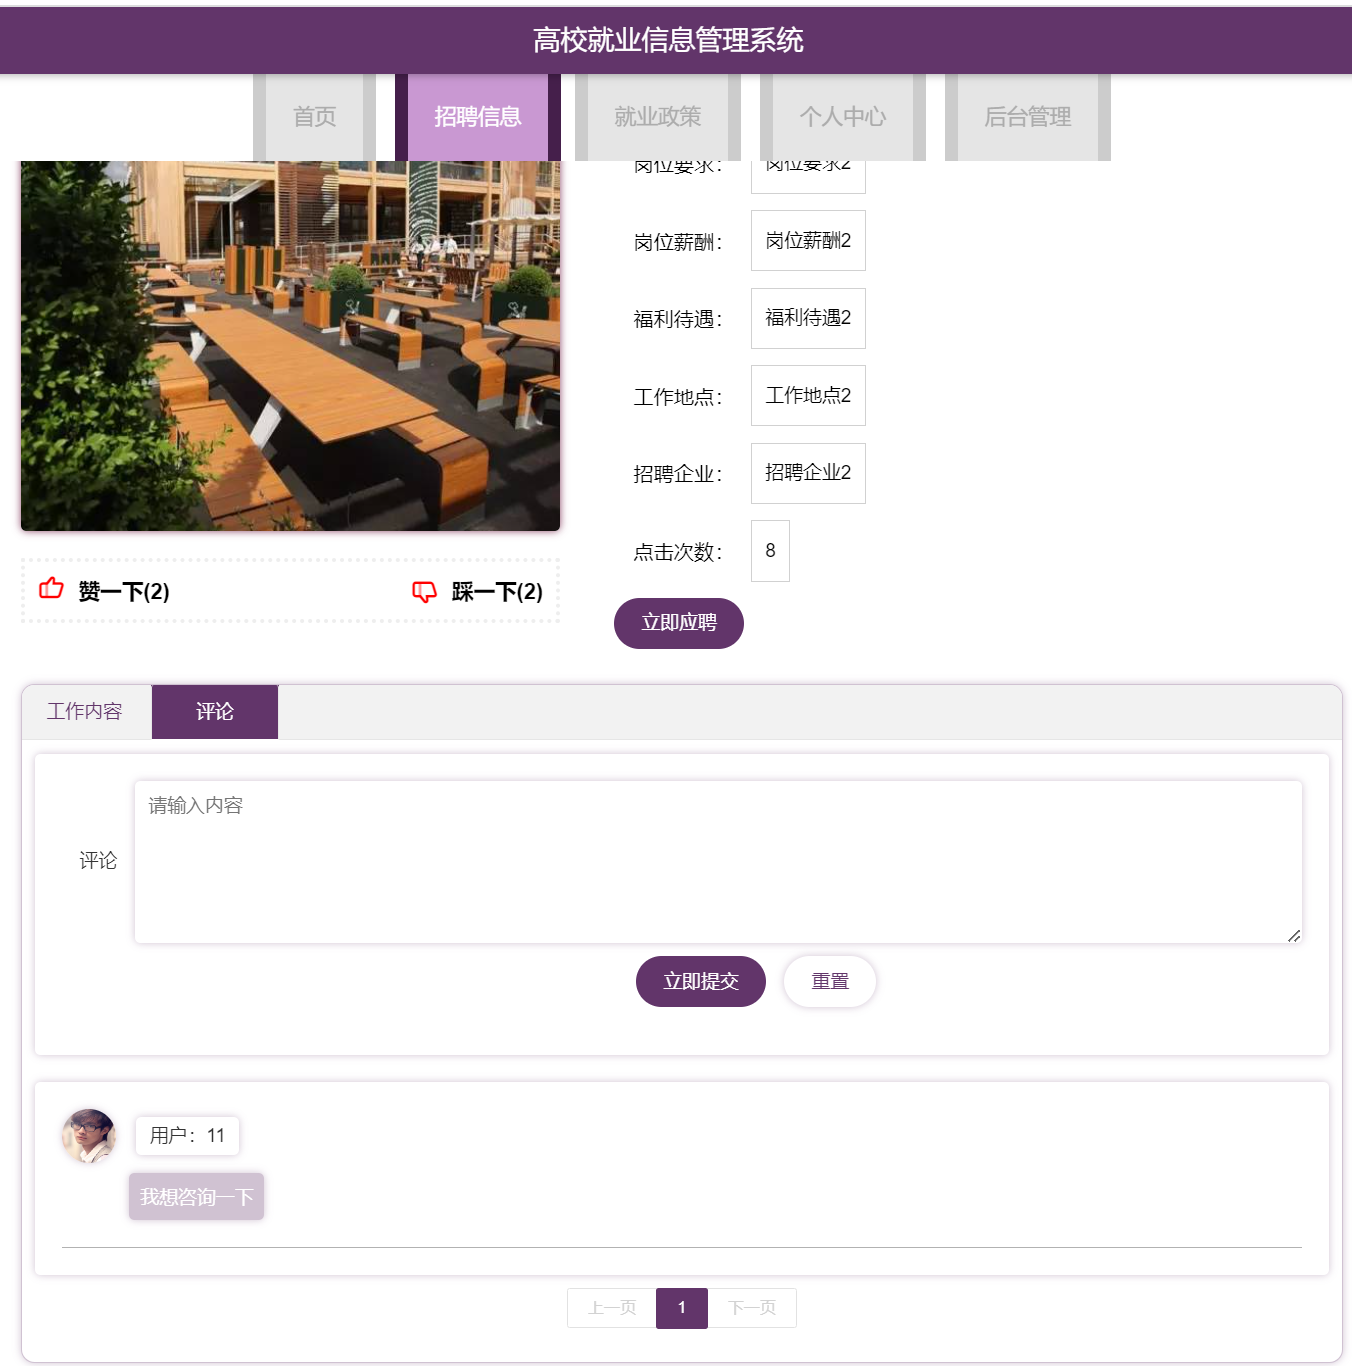 高校就业信息管理系统
首页 招聘信息 就业政策 个人中心 后台管理
岗位要求： 岗位要求2
岗位薪酬： 岗位薪酬2
福利待遇： 福利待遇2
工作地点： 工作地点2
招聘企业： 招聘企业2
点击次数： 8
赞一下(2) 踩一下(2)
立即应聘
工作内容 评论
请输入内容
评论
立即提交 重置
用户：11
我想咨询一下
上一页 1 下一页